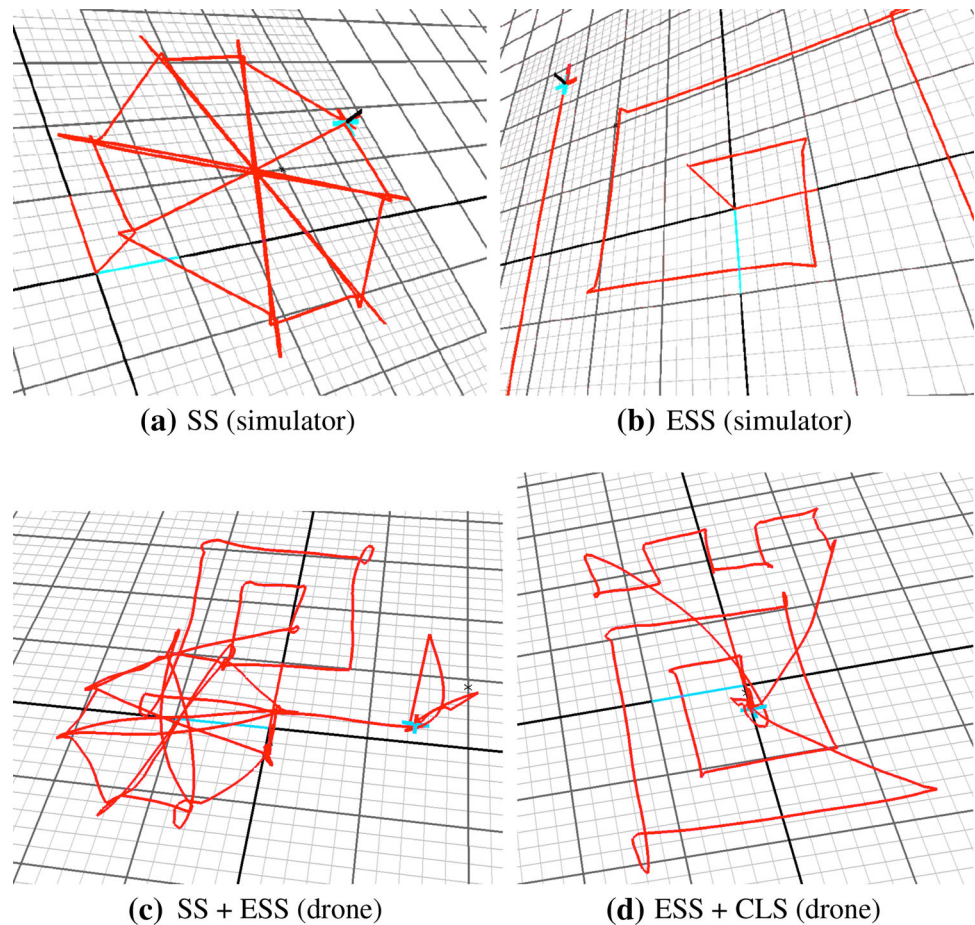 (a) SS (simulator)
(b) ESS (simulator)
(c) SS + ESS (drone)
(d) ESS + CLS (drone)